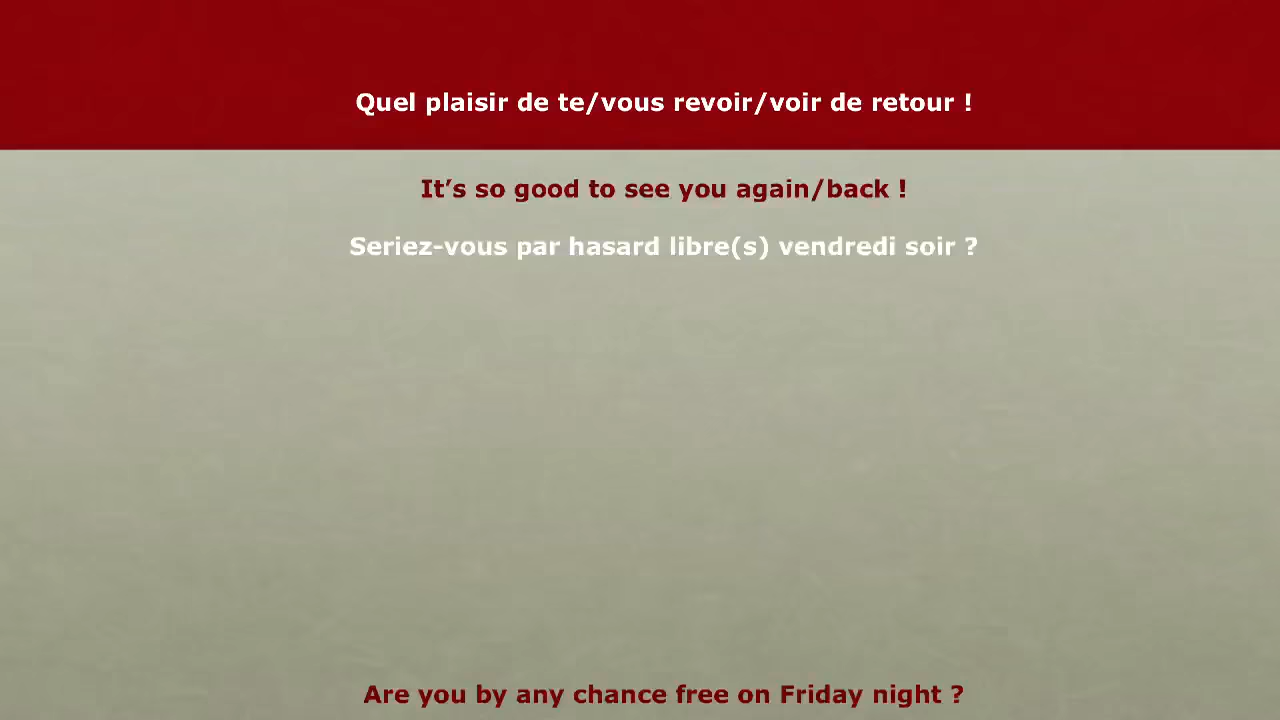 Quel plaisir de te/vous revoir/voir de retour !
It’s so good to see you again/back !
Seriez-vous par hasard libre(s) vendredi soir ?
Are you by any chance free on Friday night ?